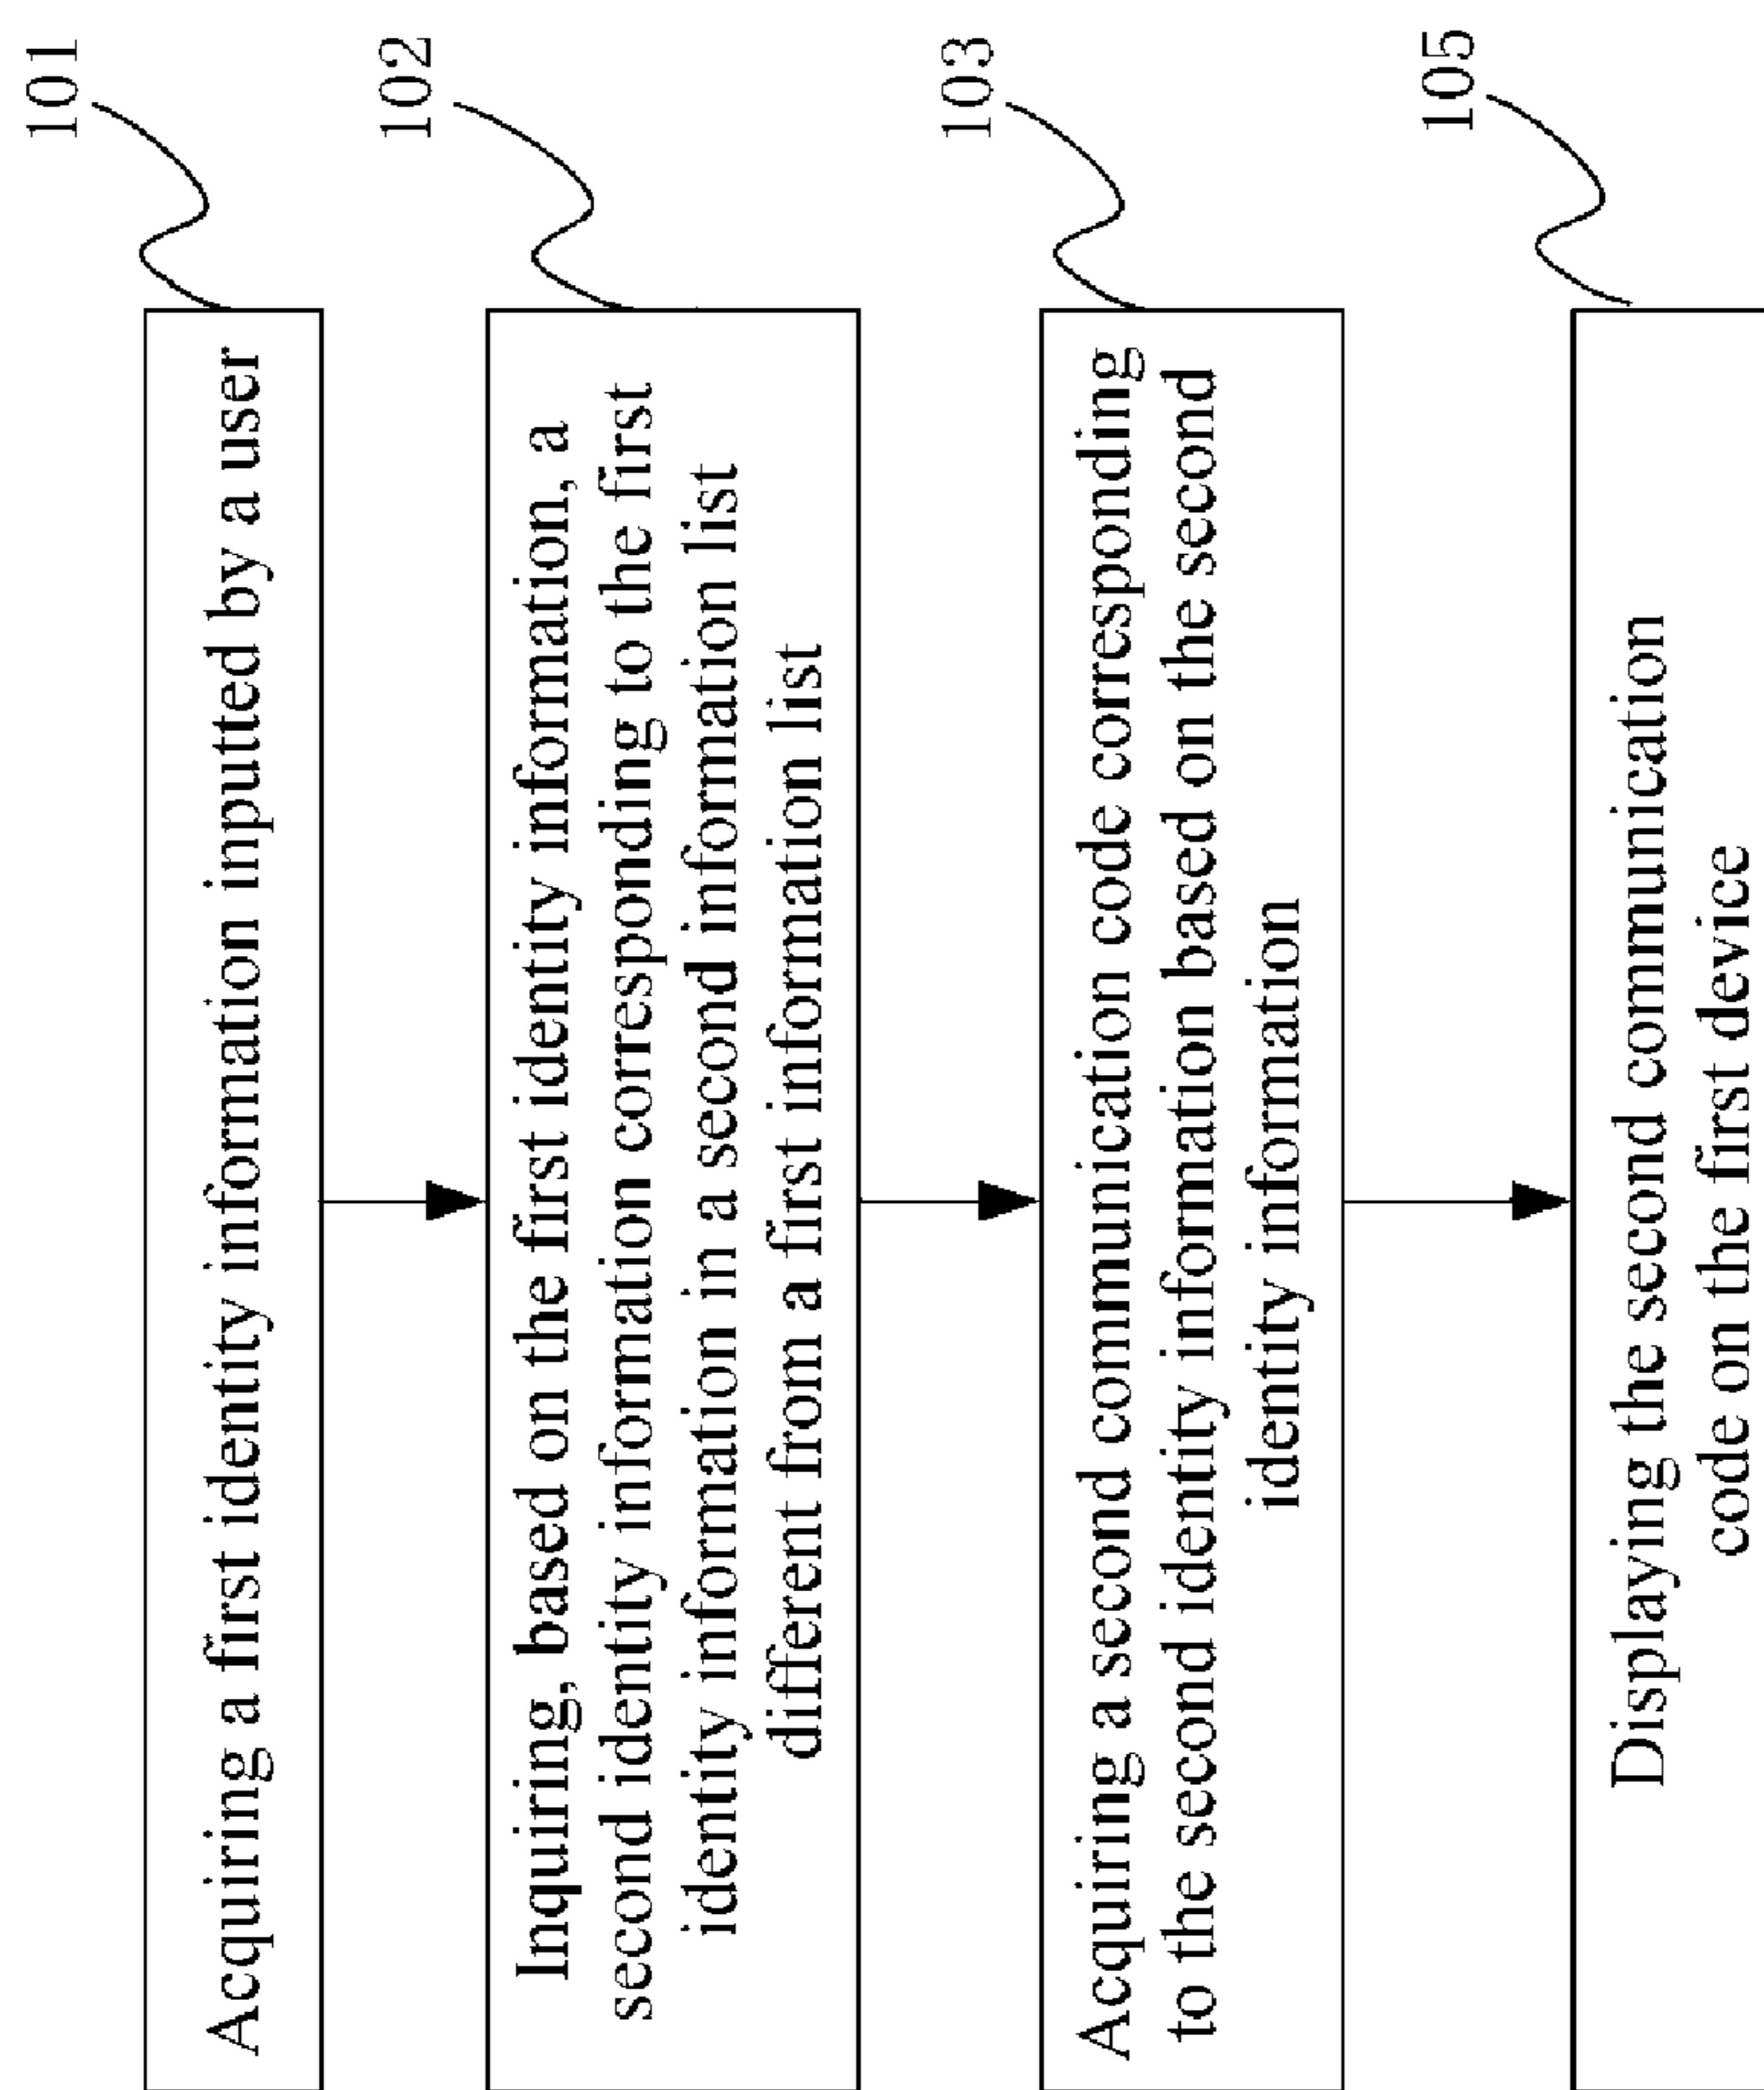 101
Acquiring a first identity information inputted by a user
102
Inquiring, based on the first identity information, a
second identity information corresponding to the first
identity information in a second information list
different from a first information list
103
Acquiring a second communication code corresponding
to the second identity information based on the second
identity information
105
Displaying the second communication
code on the first device